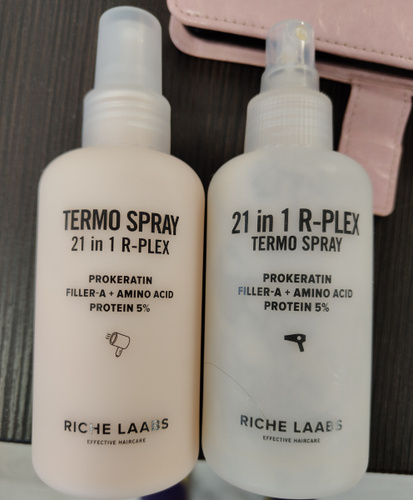 TERMO SPRAY
21 in 1 R-PLEX
PROKERATIN
FILLER-A + AMINO ACID
PROTEIN 5%
RICHE LAABS
EFFECTIVE HAIRCARE
21 in 1 R-PLEX
TERMO SPRAY
PROKERATIN
FILLER-A + AMINO ACID
PROTEIN 5%
RICHE LAABS
EFFECTIVE HAIRCARE